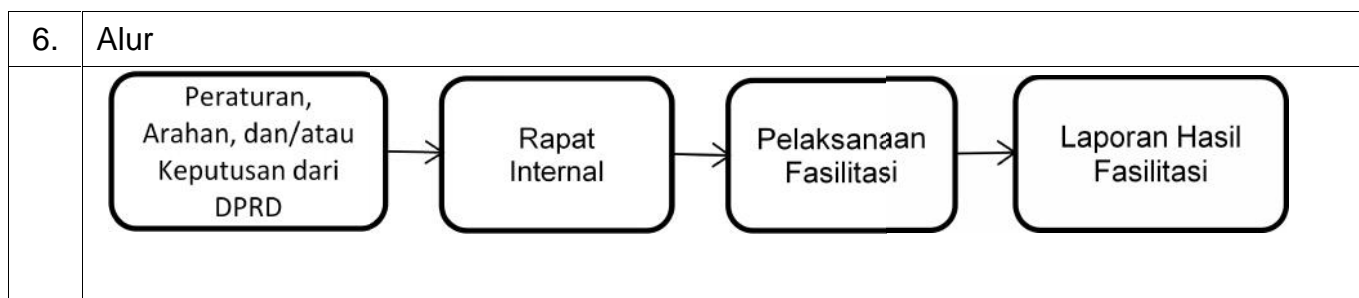 6. Alur
Peraturan,
Arahan, dan/atau
Keputusan dari
DPRD
Rapat
Internal
Pelaksanaan
Fasilitasi
Laporan Hasil
Fasilitasi